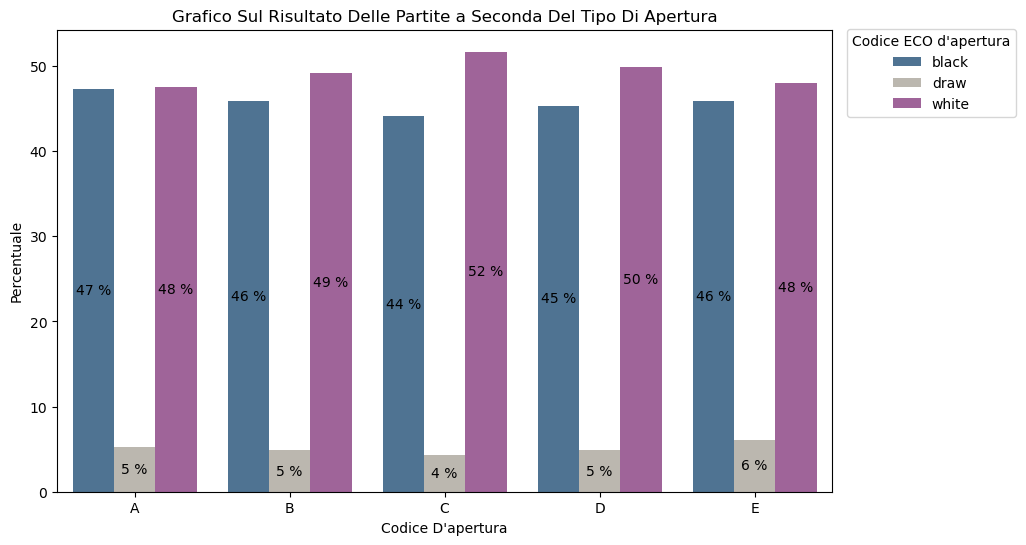 Grafico Sul Risultato Delle Partite a Seconda Del Tipo Di Apertura
Codice ECO d'apertura
black
draw
white
Percentuale
50
40
30
20
10
0
47 %
5 %
48 %
46 %
5 %
49 %
44 %
4 %
52 %
45 %
5 %
50 %
46 %
6 %
48 %
A
B
C
D
E
Codice D'apertura